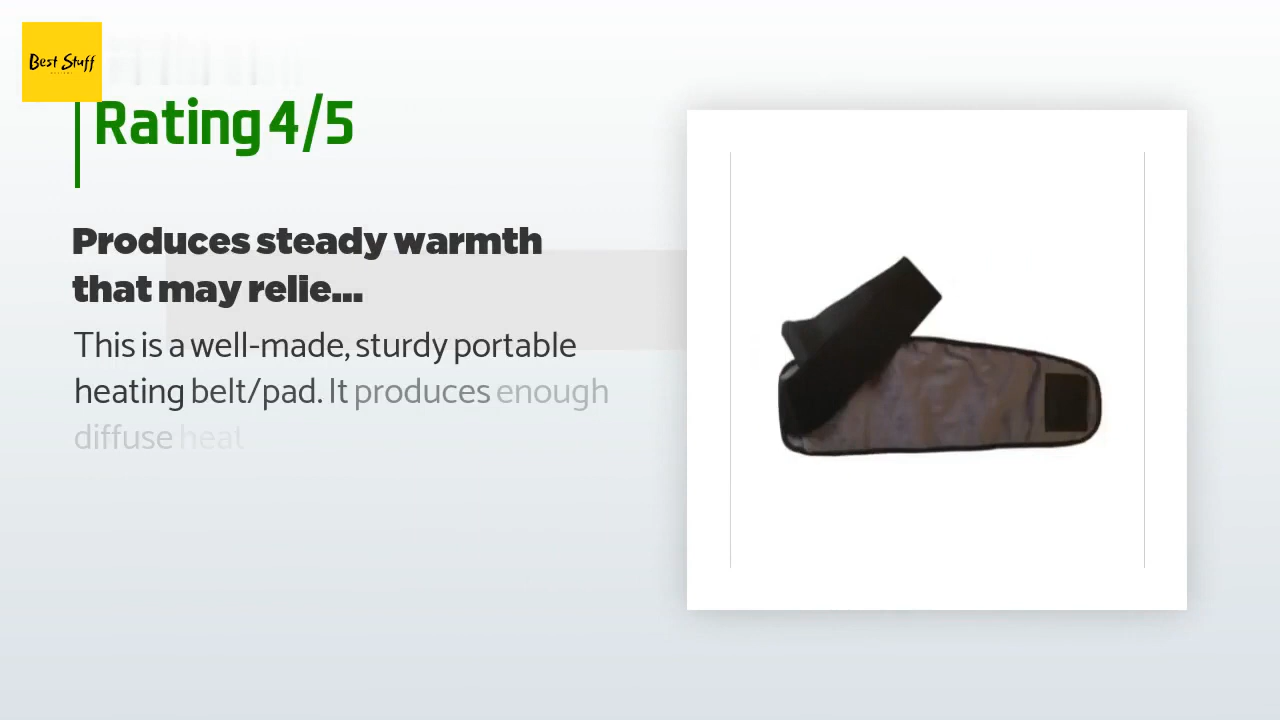 Best Stuff
Rating 4/5
Produces steady warmth
that may relie...
This is a well-made, sturdy portable
heating belt/pad. It produces enough
diffuse heat